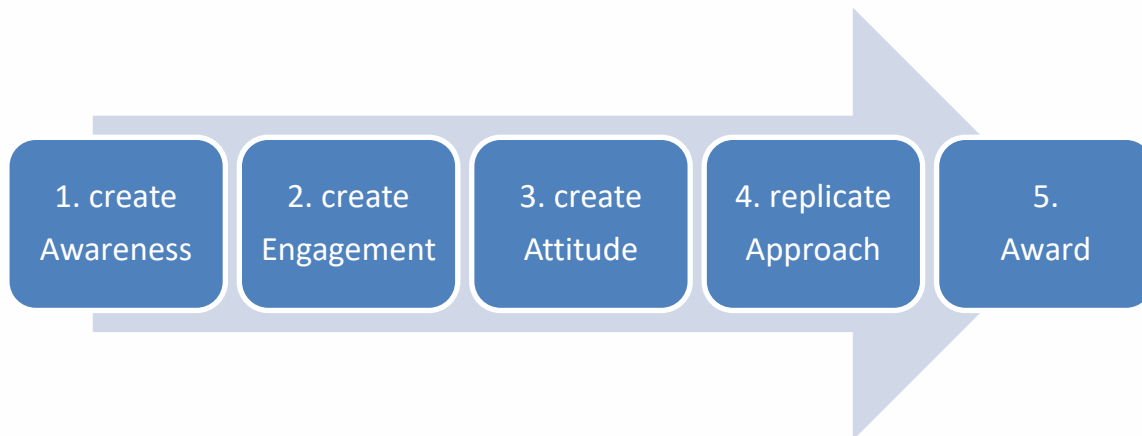 1. create
Awareness
2. create
Engagement
3. create
Attitude
4. replicate
Approach
5.
Award